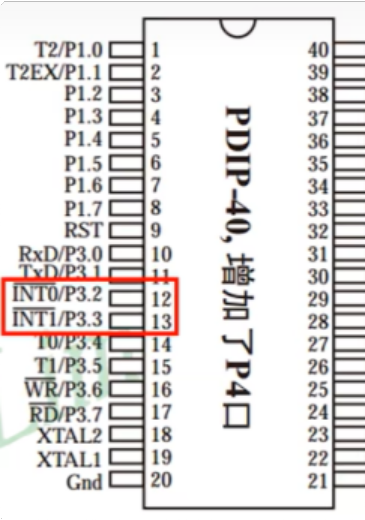 T2/P1.0 1 40
T2EX/P1.1 2 39
P1.2 3 38
P1.3 4 37
P1.4 5 36
P1.5 6 35
P1.6 7 34
P1.7 8 33
RST 9 32
RxD/P3.0 10 31
TxD/P3.1 11 30
INT0/P3.2 12 29
INT1/P3.3 13 28
T0/P3.4 14 27
T1/P3.5 15 26
WR/P3.6 16 25
RD/P3.7 17 24
XTAL2 18 23
XTAL1 19 22
Gnd 20 21
PDIP-40,增加了P4口